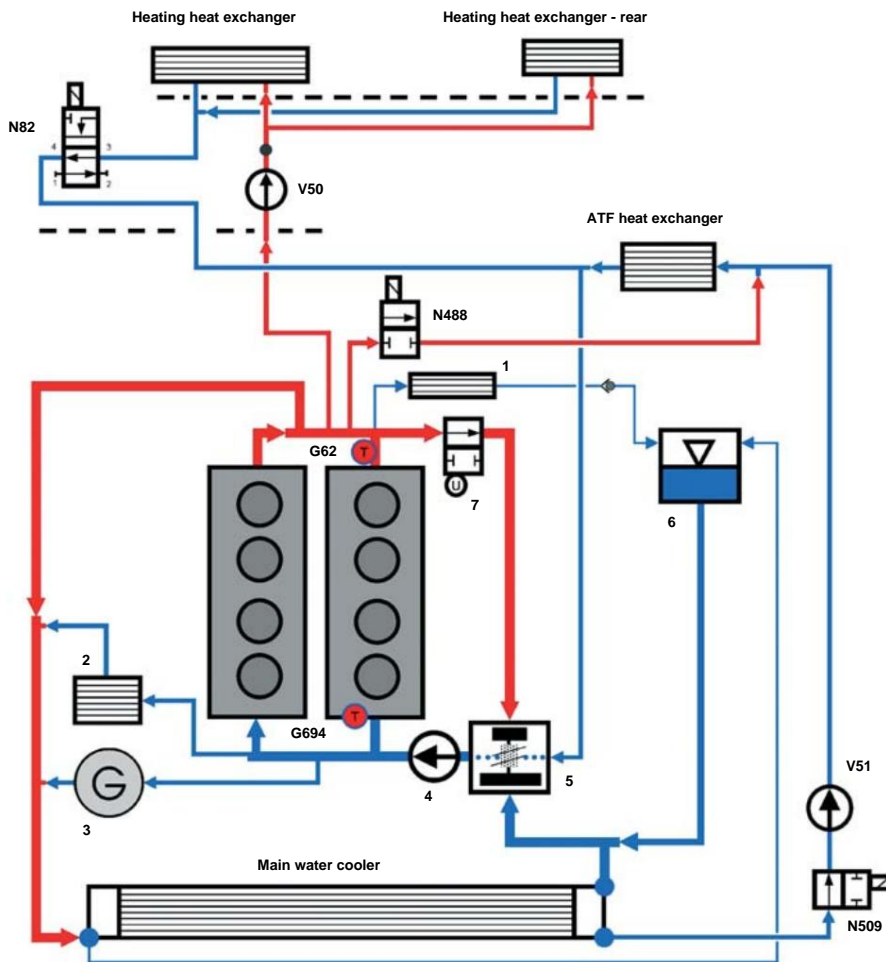 Heating heat exchanger
Heating heat exchanger - rear
N82
4 3
1 2
V50
ATF heat exchanger
N488
1
G62
T
7
U
6
2
G694
T
G
3
4
5
V51
Main water cooler
N509